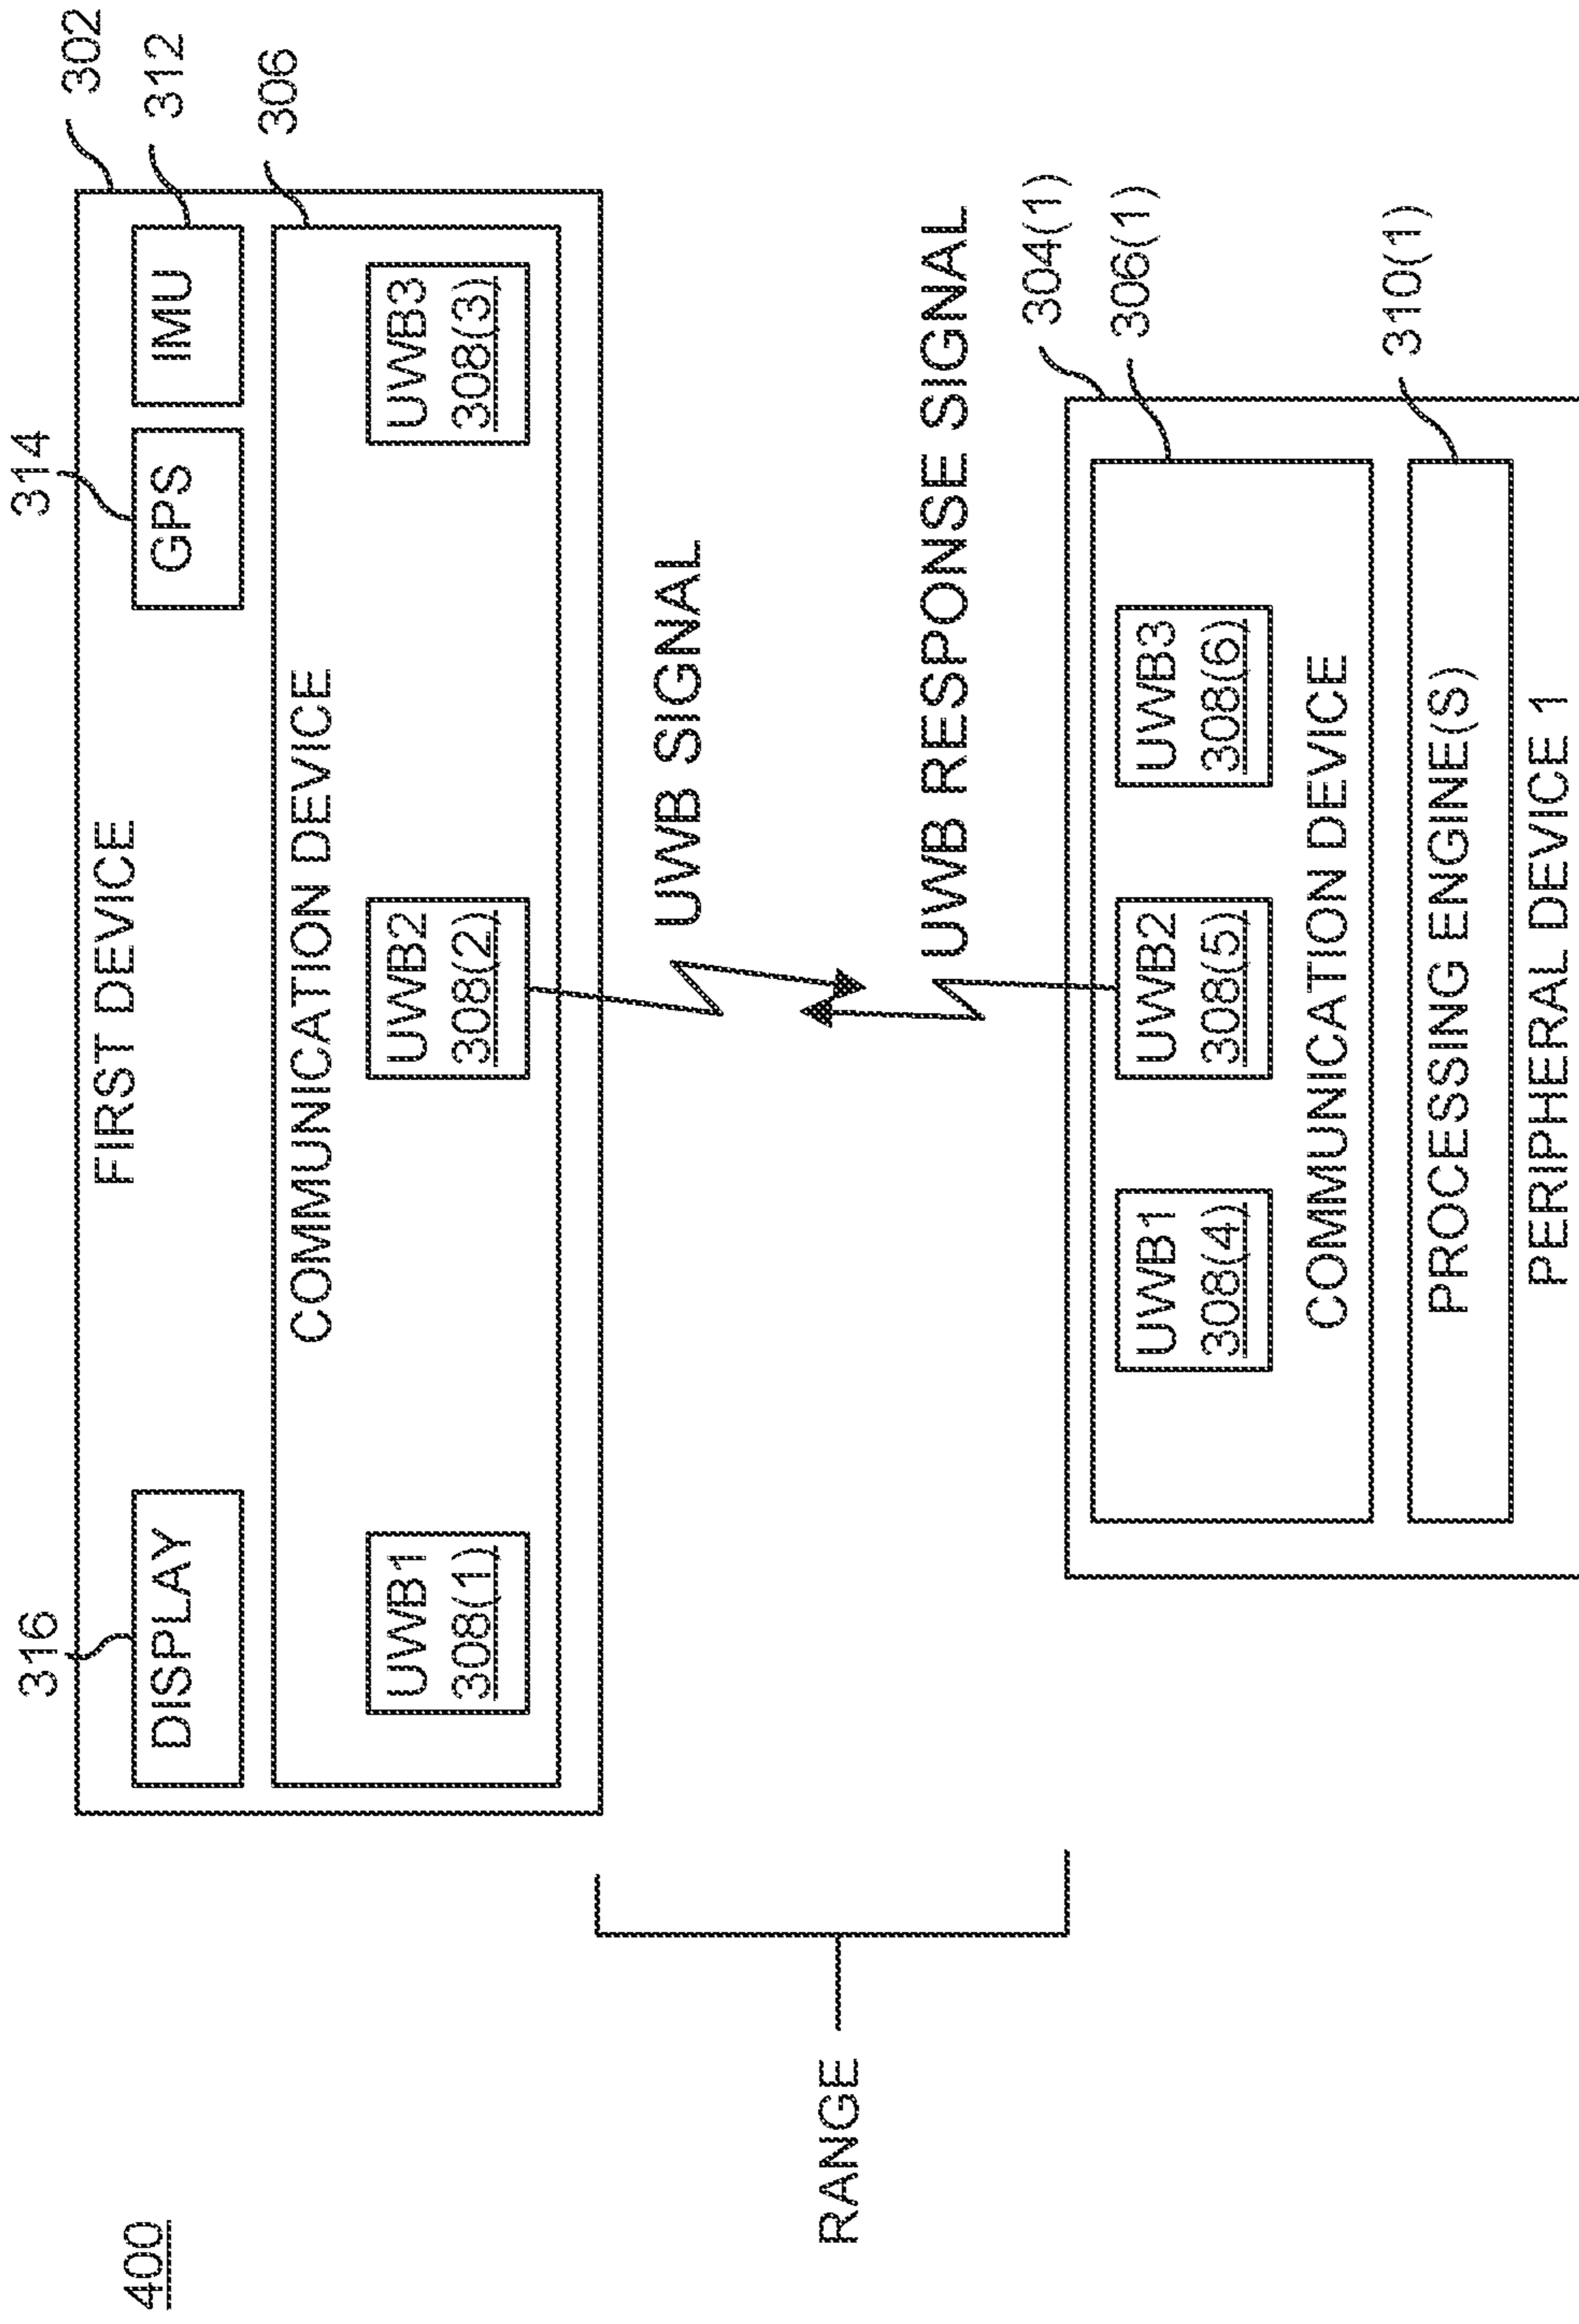 400
316
314
302
312
306
FIRST DEVICE
DISPLAY
GPS
IMU
COMMUNICATION DEVICE
UWB1
308(1)
UWB2
308(2)
UWB3
308(3)
UWB SIGNAL
RANGE
UWB RESPONSE SIGNAL
304(1)
306(1)
310(1)
UWB1
308(4)
UWB2
308(5)
UWB3
308(6)
COMMUNICATION DEVICE
PROCESSING ENGINE(S)
PERIPHERAL DEVICE 1